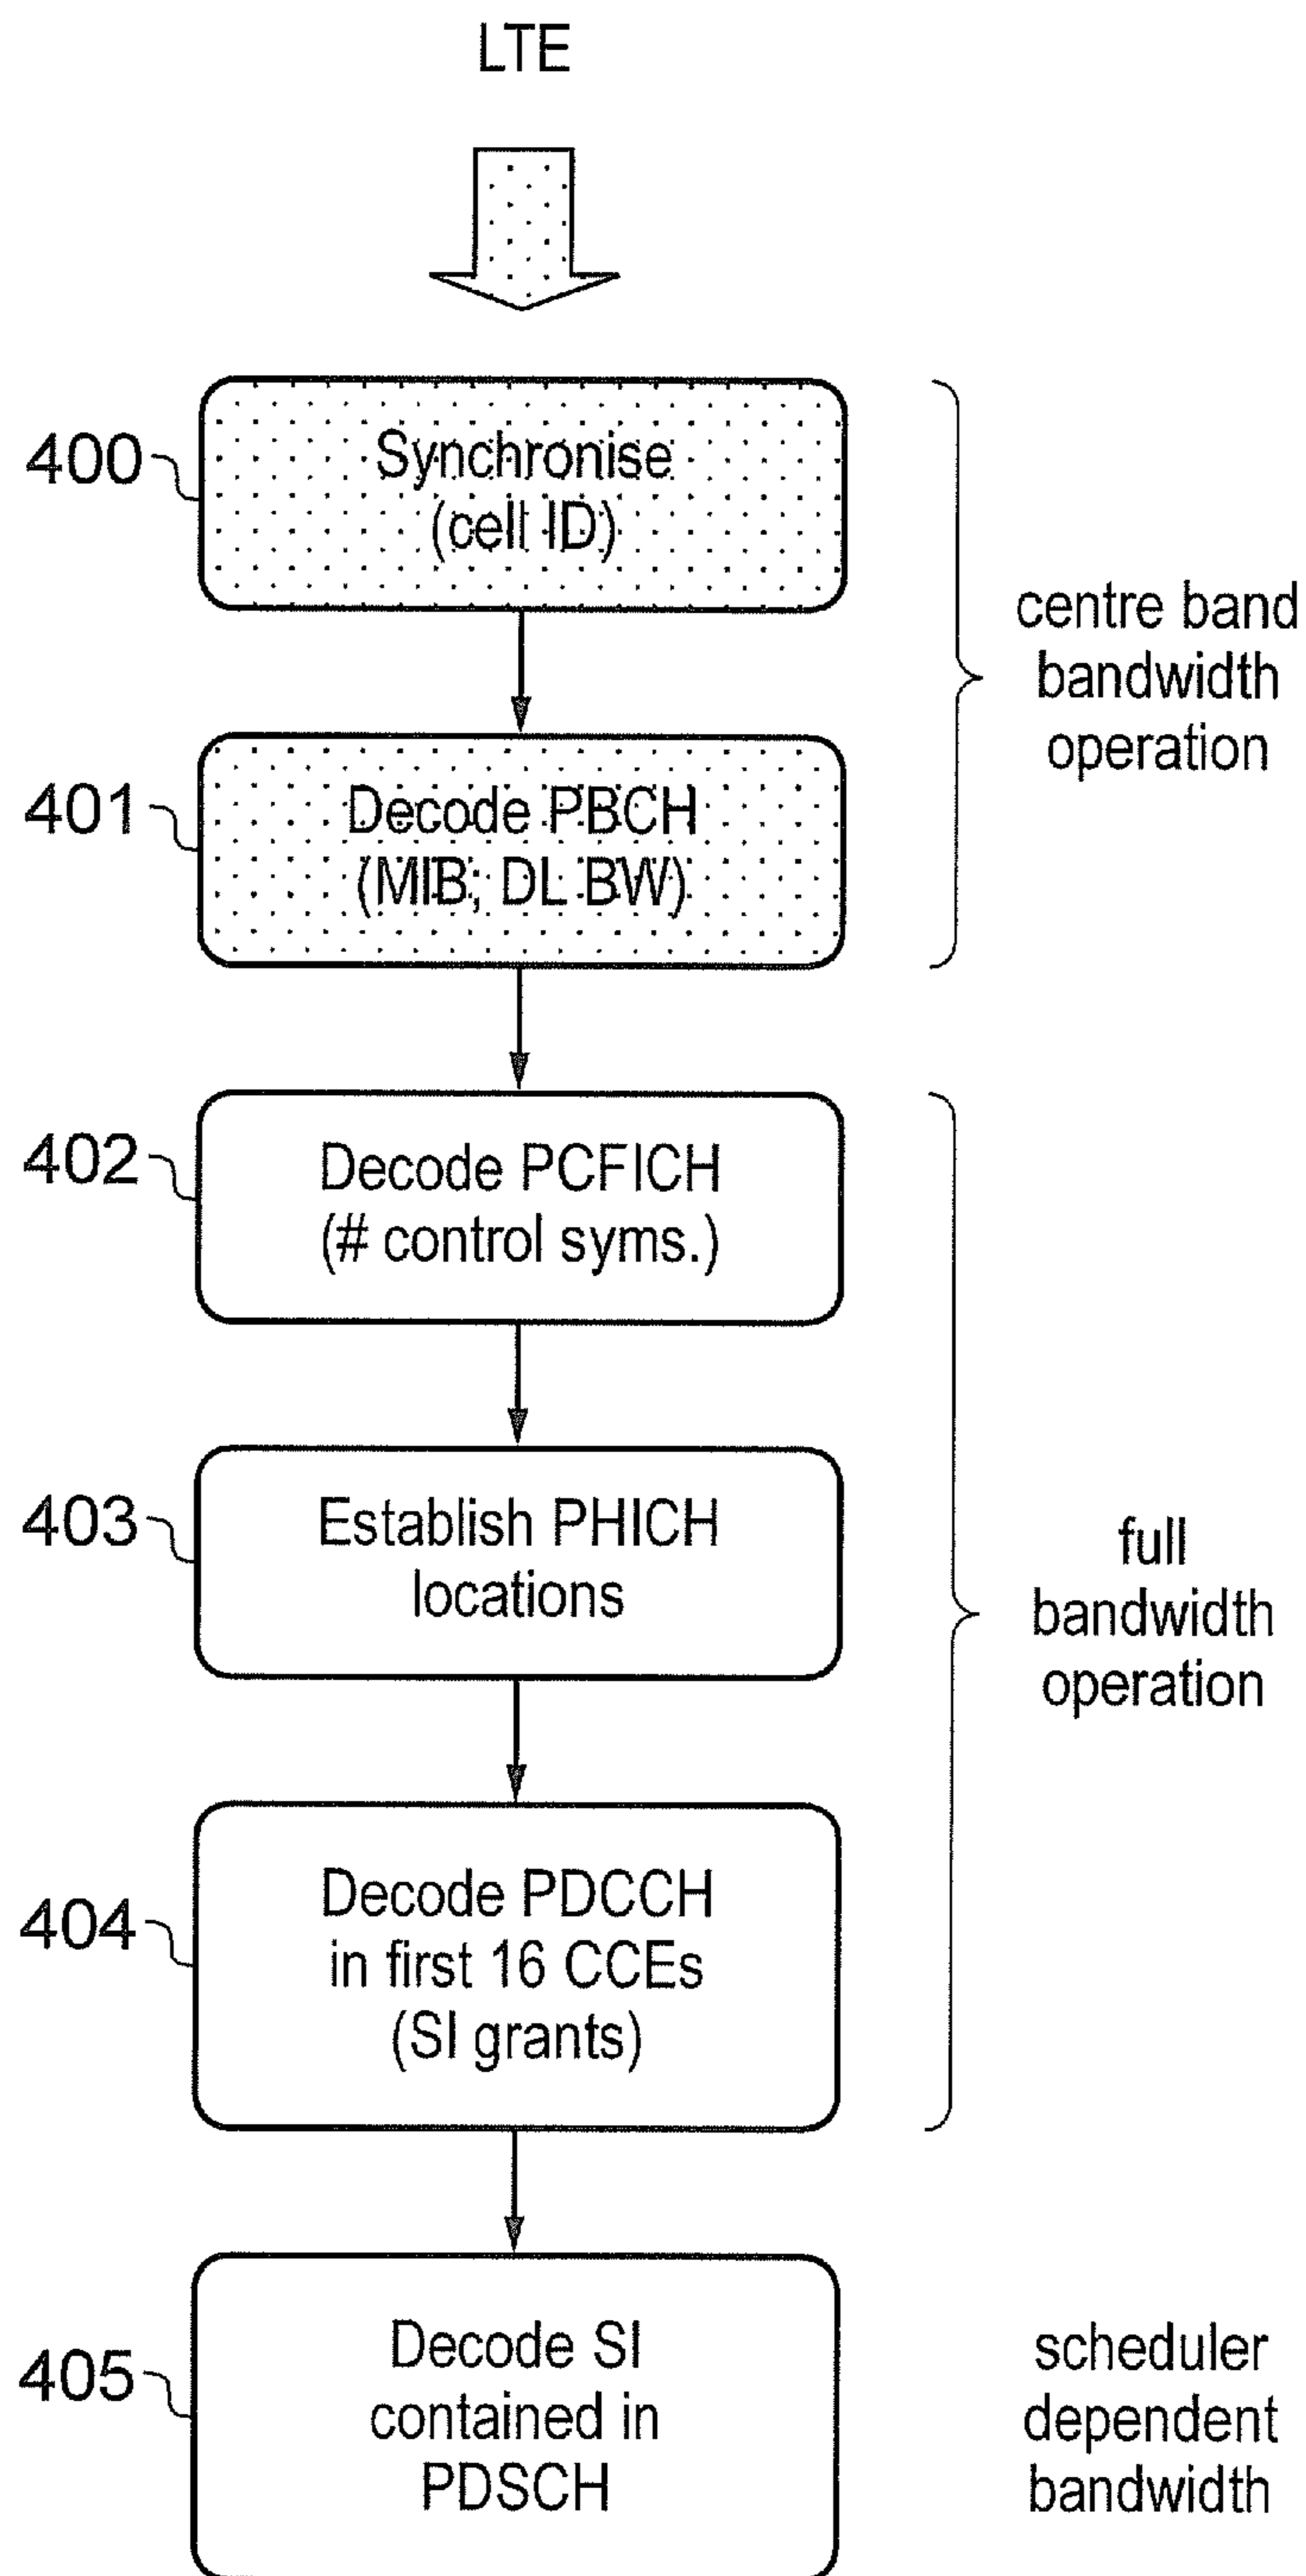 LTE
400
Synchronise
(cell ID)
centre band
bandwidth
operation
401
Decode PBCH
(MIB; DL BW)
402
Decode PCFICH
(# control syms.)
403
Establish PHICH
locations
full
bandwidth
operation
404
Decode PDCCH
in first 16 CCEs
(SI grants)
405
Decode SI
contained in
PDSCH
scheduler
dependent
bandwidth